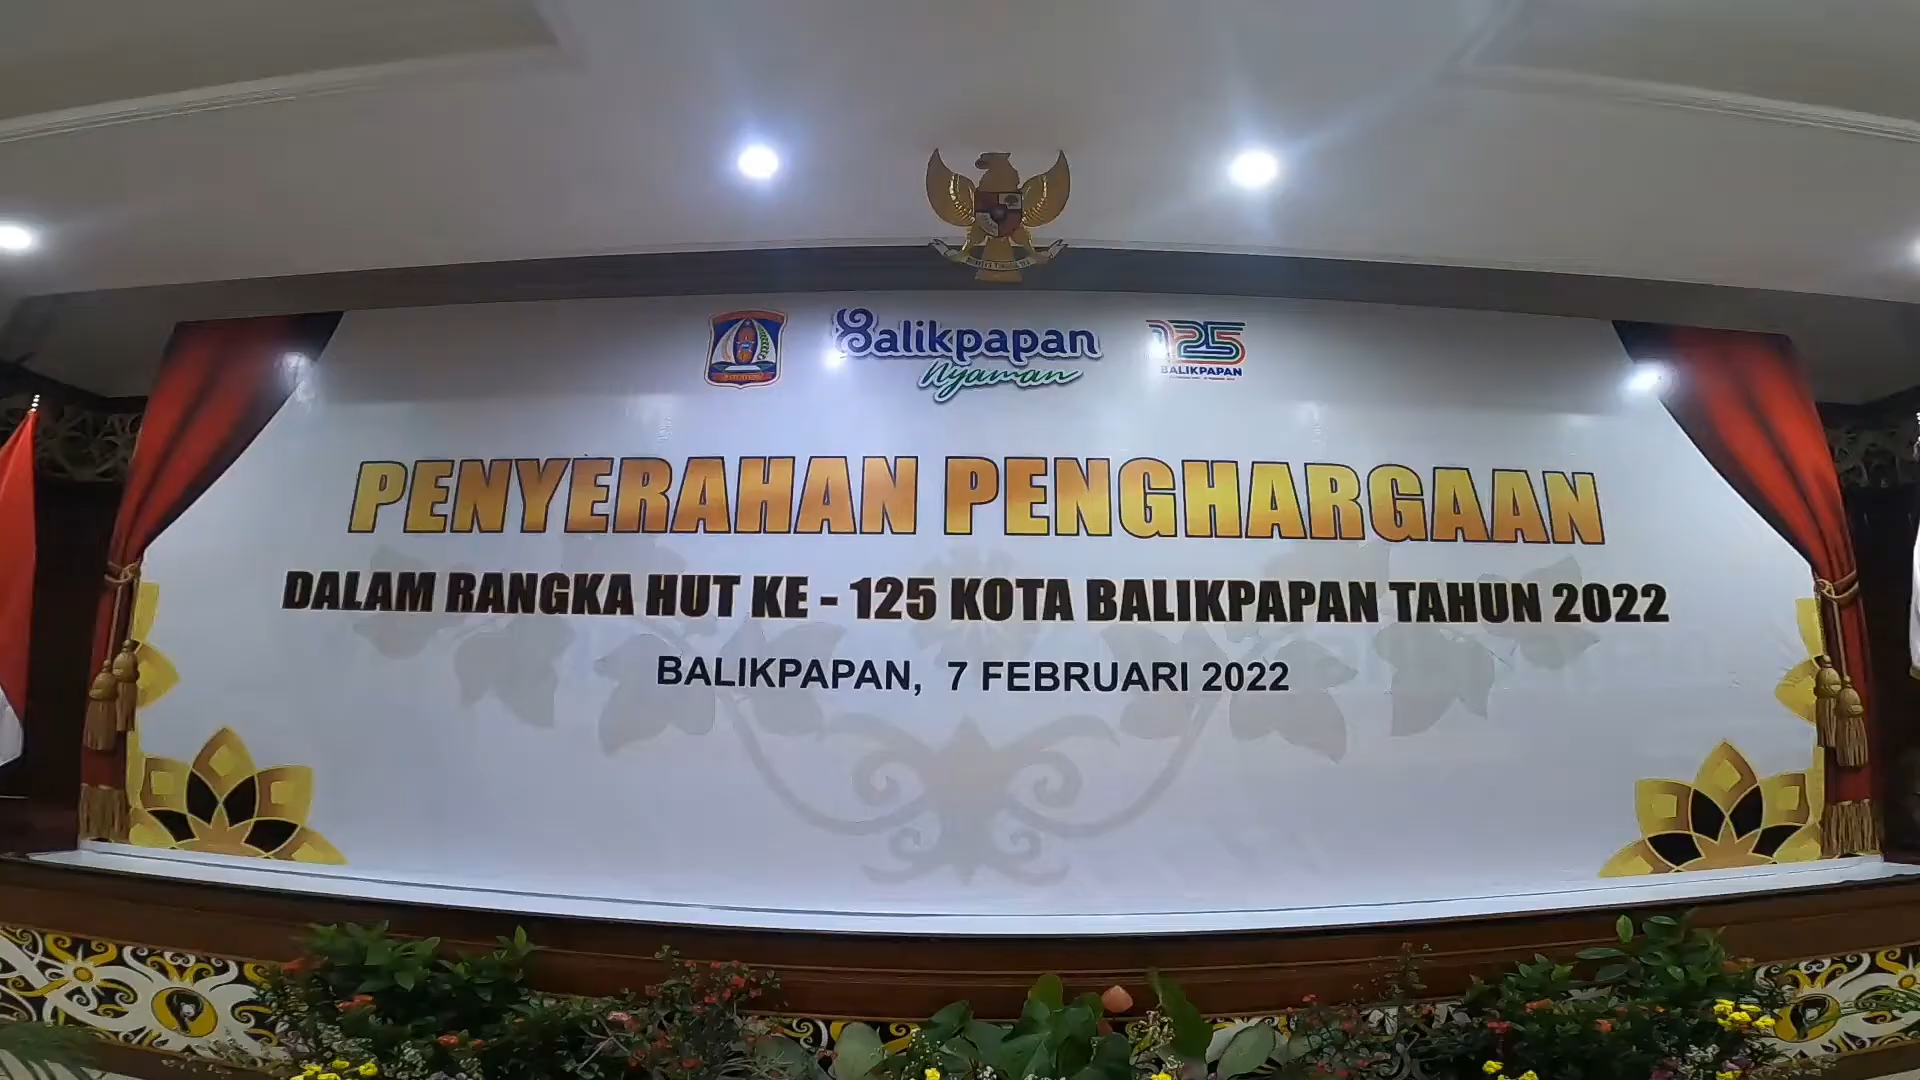 Balikpapan
Nyaman
125
BALIKPAPAN
PENYERAHAN PENGHARGAAN
DALAM RANGKA HUT KE - 125 KOTA BALIKPAPAN TAHUN 2022
BALIKPAPAN, 7 FEBRUARI 2022